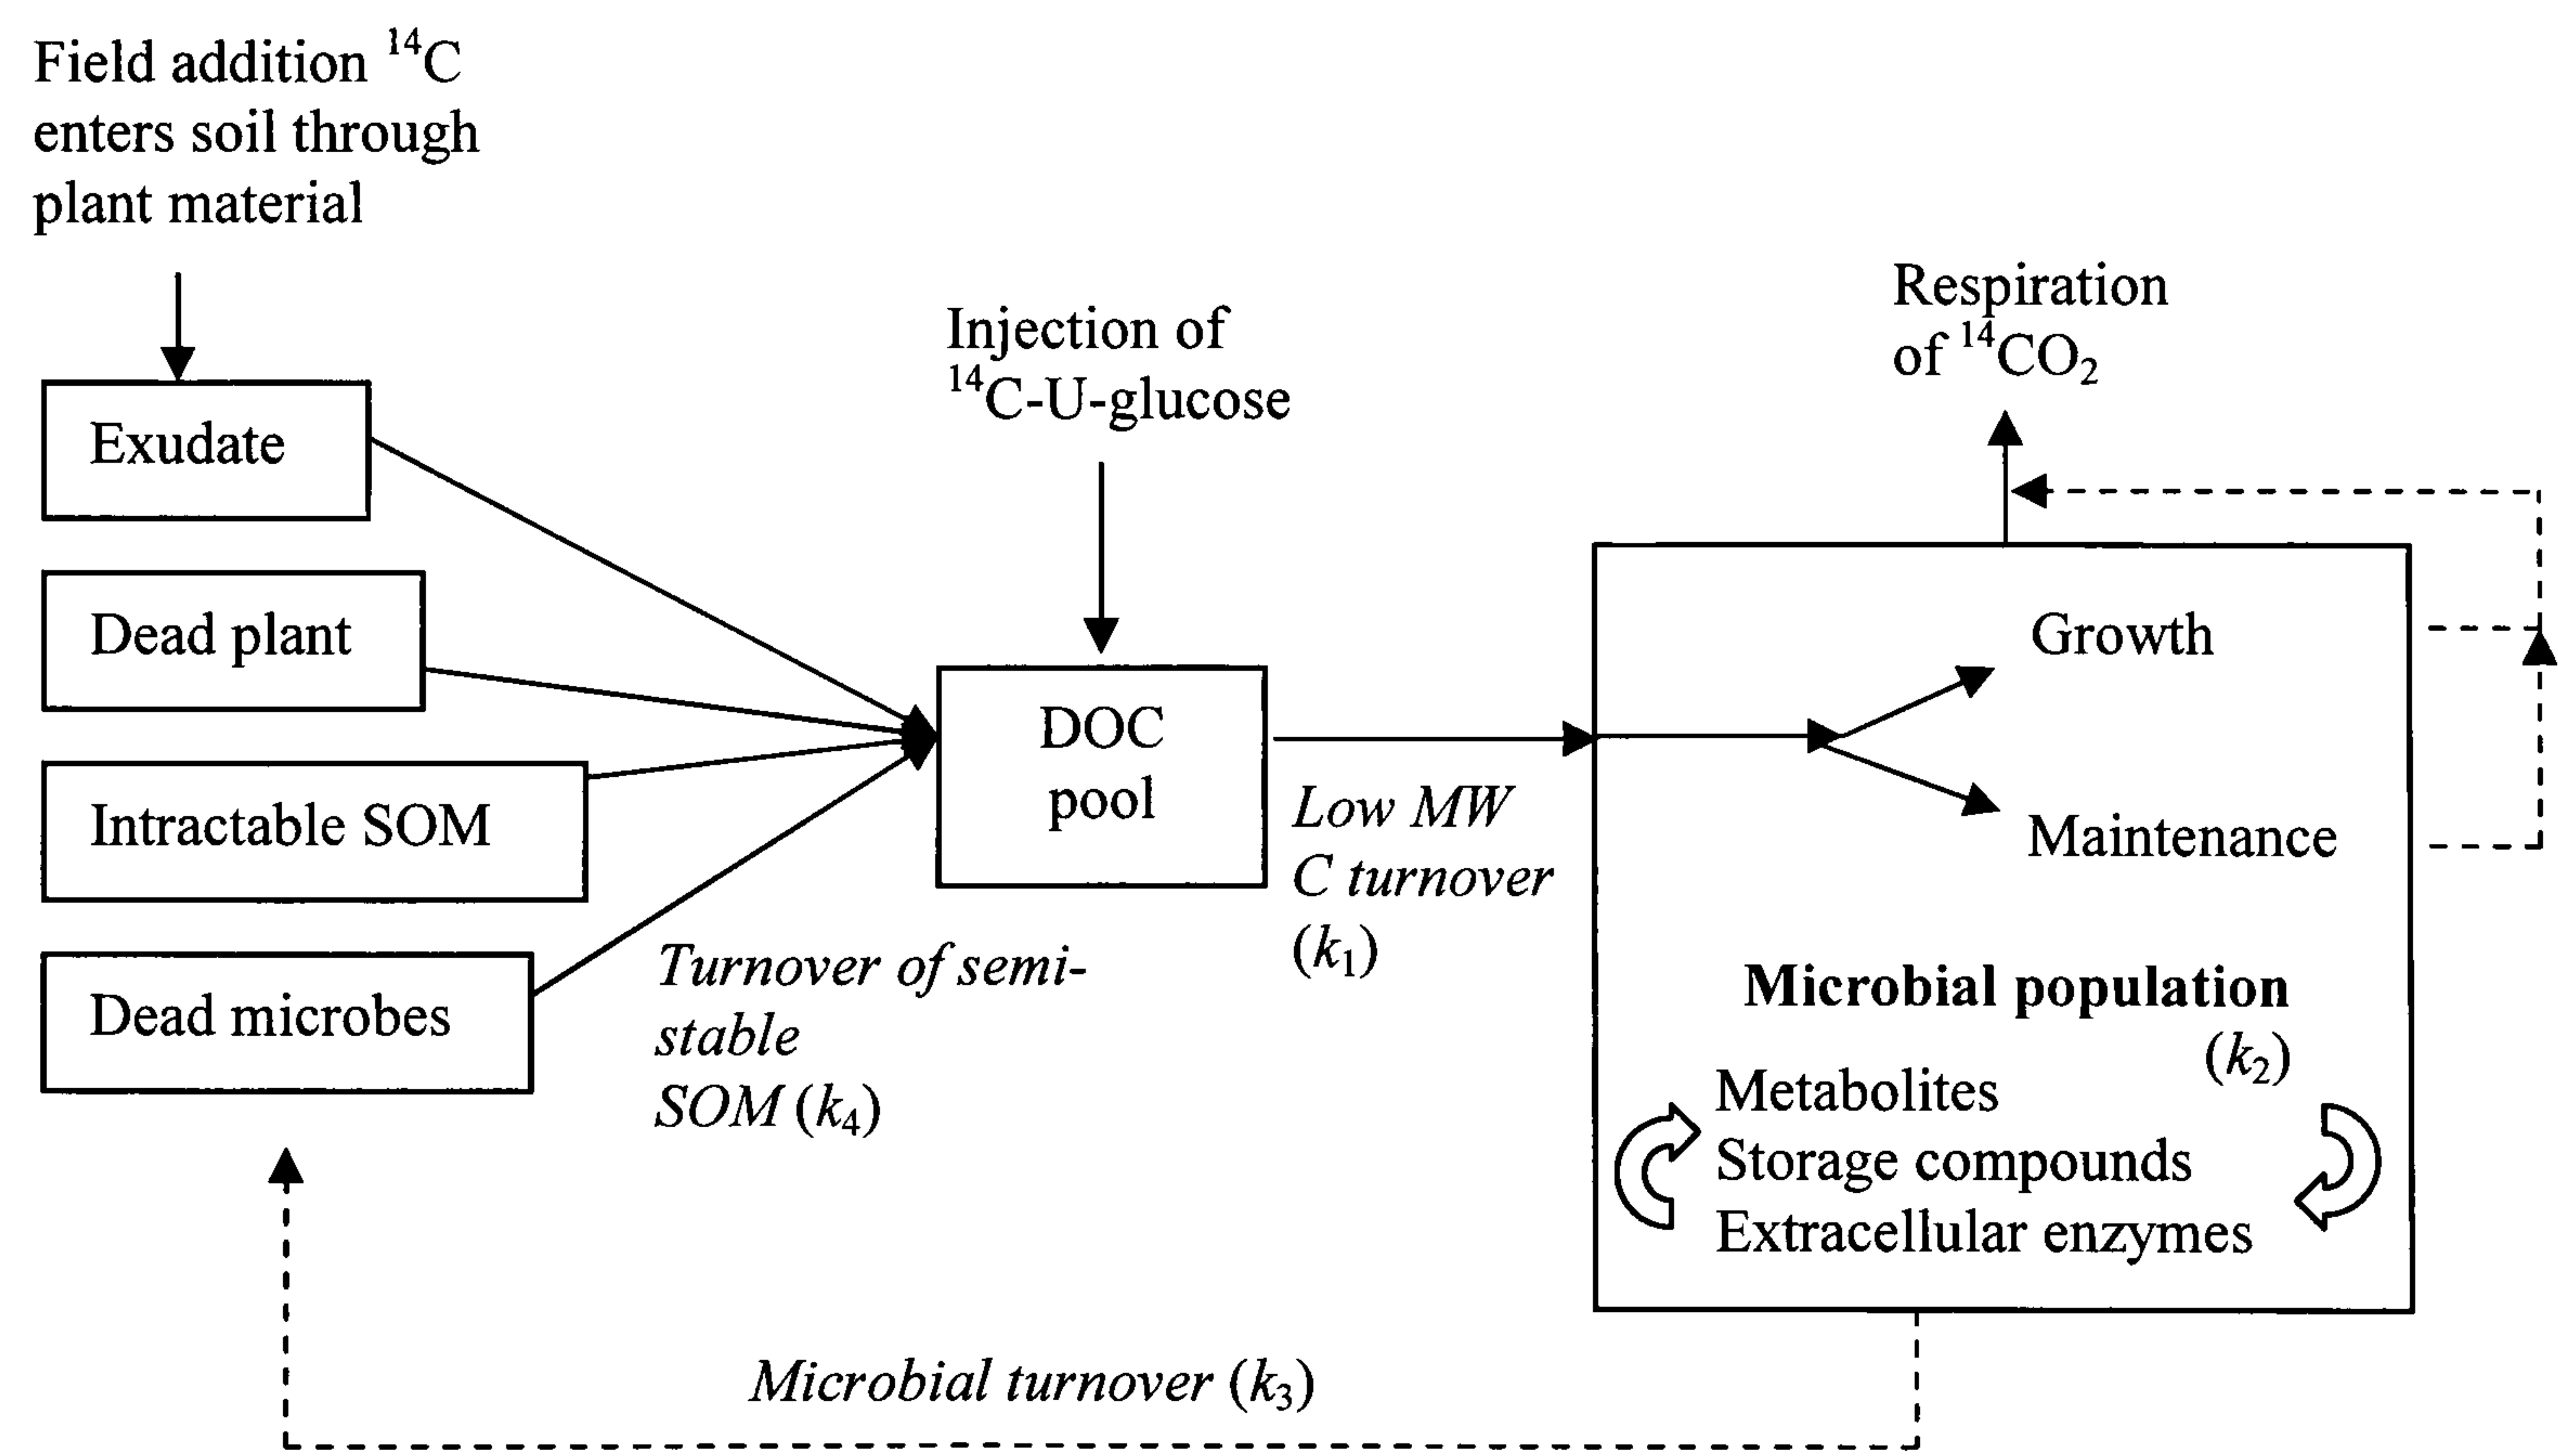 Field addition ¹⁴C
enters soil through
plant material
Exudate
Dead plant
Intractable SOM
Dead microbes
Turnover of semi-
stable
SOM (k₄)
Injection of
¹⁴C-U-glucose
DOC
pool
Low MW
C turnover
(k₁)
Respiration
of ¹⁴CO₂
Growth
Maintenance
Microbial population
(k₂)
Metabolites
Storage compounds
Extracellular enzymes
Microbial turnover (k₃)